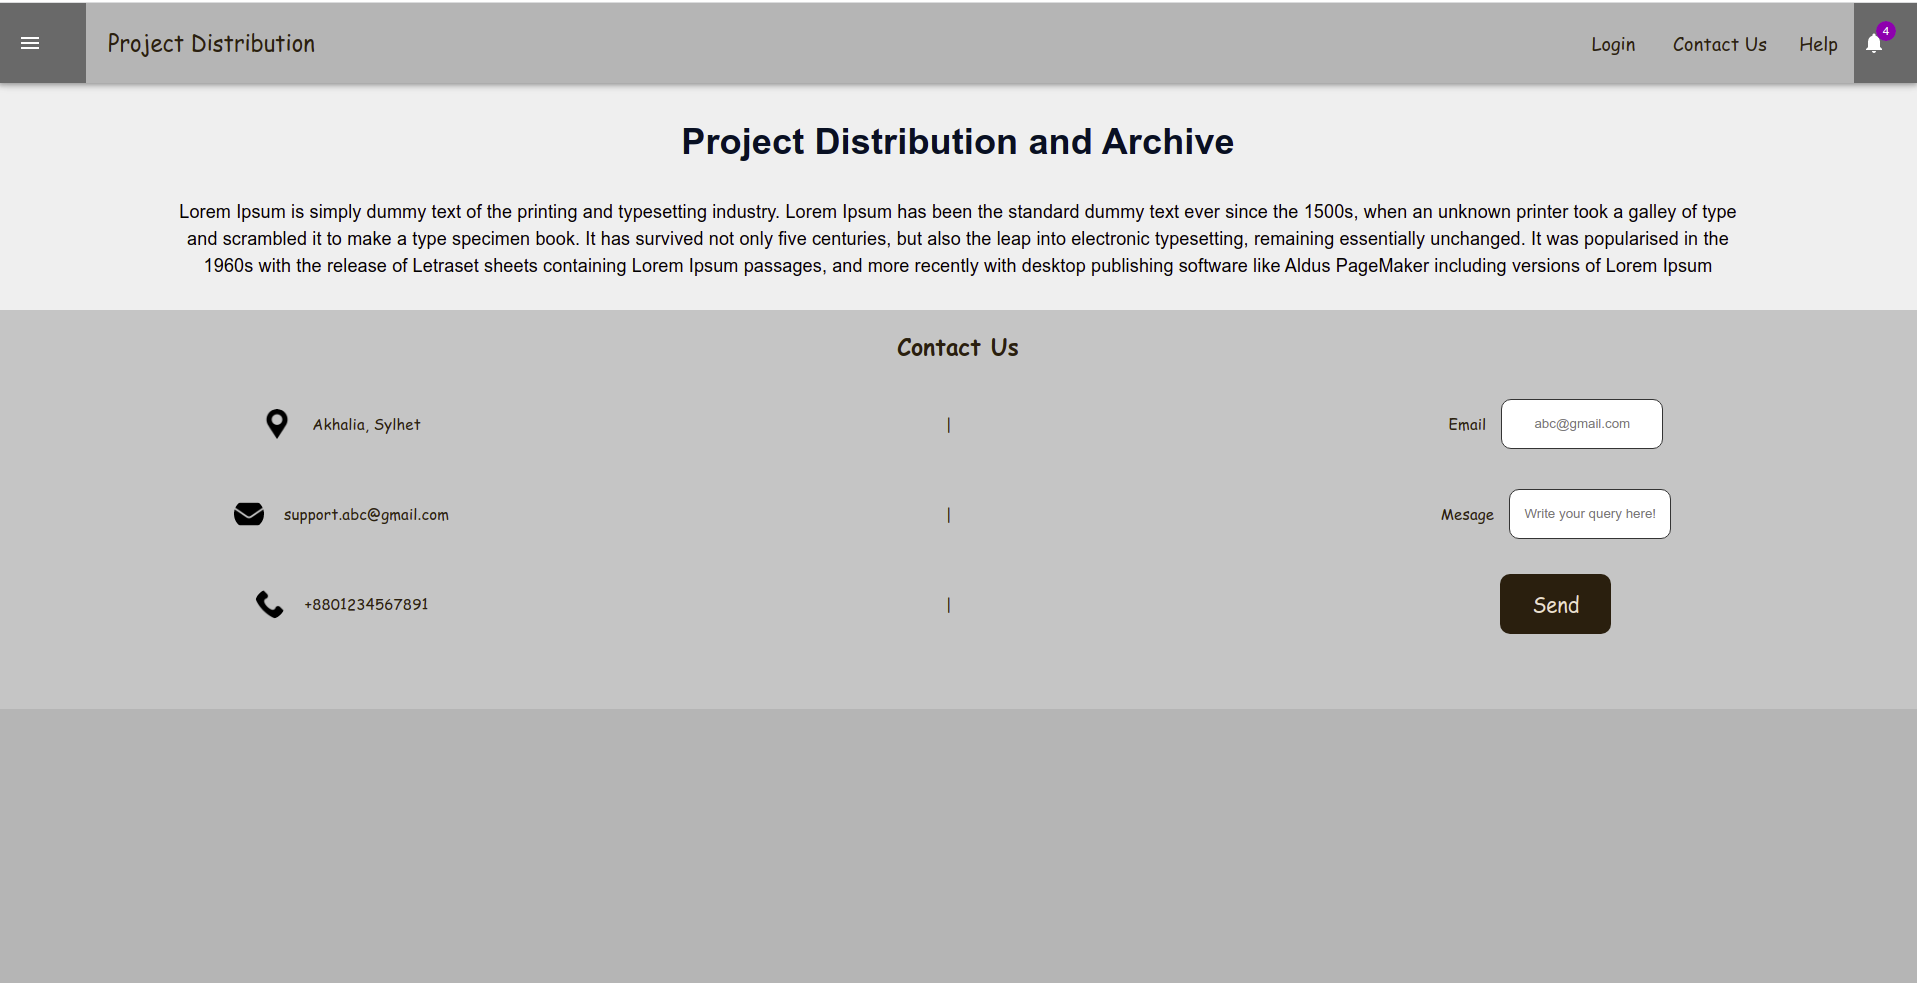 Project Distribution
Login
Contact Us
Help
4
Project Distribution and Archive
Lorem Ipsum is simply dummy text of the printing and typesetting industry. Lorem Ipsum has been the standard dummy text ever since the 1500s, when an unknown printer took a galley of type
and scrambled it to make a type specimen book. It has survived not only five centuries, but also the leap into electronic typesetting, remaining essentially unchanged. It was popularised in the
1960s with the release of Letraset sheets containing Lorem Ipsum passages, and more recently with desktop publishing software like Aldus PageMaker including versions of Lorem Ipsum
Contact Us
Akhalia, Sylhet
|
Email
abc@gmail.com
support.abc@gmail.com
|
Mesage
Write your query here!
+8801234567891
|
Send